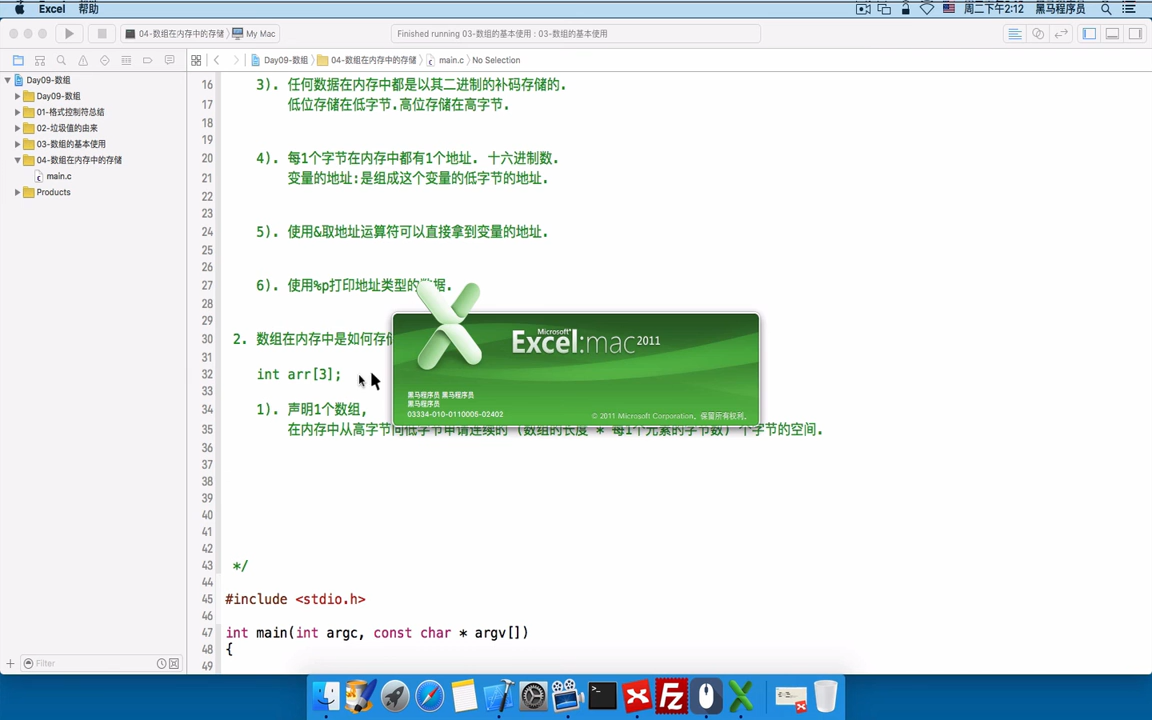 Excel 帮助
周二下午2:12 黑马程序员
04-数组在内存中的存储 〉 My Mac
Finished running 03-数组的基本使用 : 03-数组的基本使用
Day09-数组 〉 04-数组在内存中的存储 〉 main.c 〉 No Selection
Day09-数组
Day09-数组
01-格式控制符总结
02-垃圾值的由来
03-数组的基本使用
04-数组在内存中的存储
main.c
Products
16 3). 任何数据在内存中都是以其二进制的补码存储的.
17 低位存储在低字节.高位存储在高字节.
18
19
20 4). 每1个字节在内存中都有1个地址. 十六进制数.
21 变量的地址:是组成这个变量的低字节的地址.
22
23
24 5). 使用&取地址运算符可以直接拿到变量的地址.
25
26
27 6). 使用%p打印地址类型的数据.
28
29
30 2. 数组在内存中是如何存储
31
32 int arr[3];
33
34 1). 声明1个数组,
35 在内存中从高字节向低字节申请连续的 (数组的长度 * 每1个元素的字节数) 个字节的空间.
36
37
38
39
40
41
42
43 */
44
45 #include <stdio.h>
46
47 int main(int argc, const char * argv[])
48 {
49
Microsoft®
Excel:mac 2011
黑马程序员 黑马程序员
黑马程序员
03334-010-0110005-02402
© 2011 Microsoft Corporation。保留所有权利。
Filter